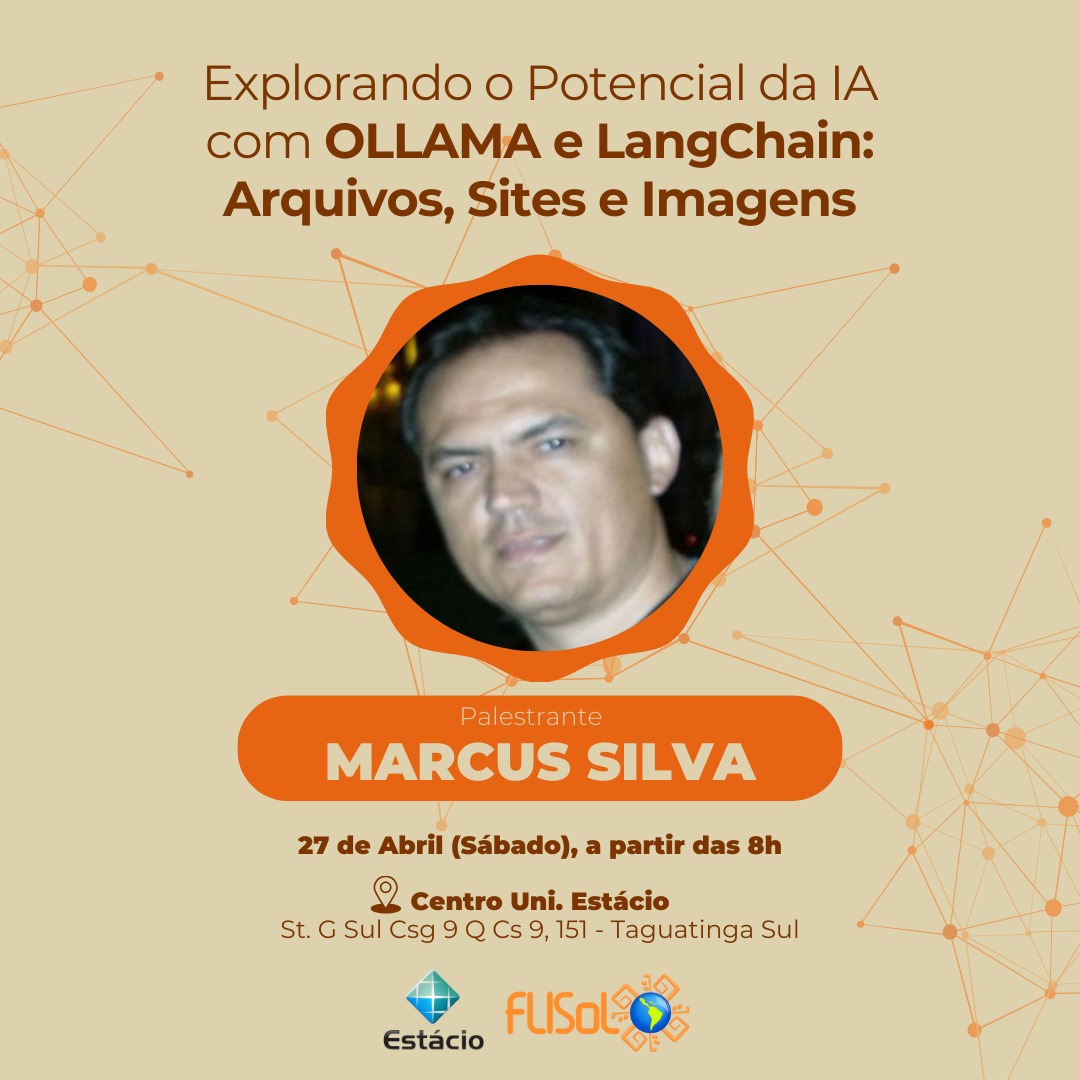 Explorando o Potencial da IA
com OLLAMA e LangChain:
Arquivos, Sites e Imagens
Palestrante
MARCUS SILVA
27 de Abril (Sábado), a partir das 8h
Centro Uni. Estácio
St. G Sul Csg 9 Q Cs 9, 151 - Taguatinga Sul
Estácio
FLISoL